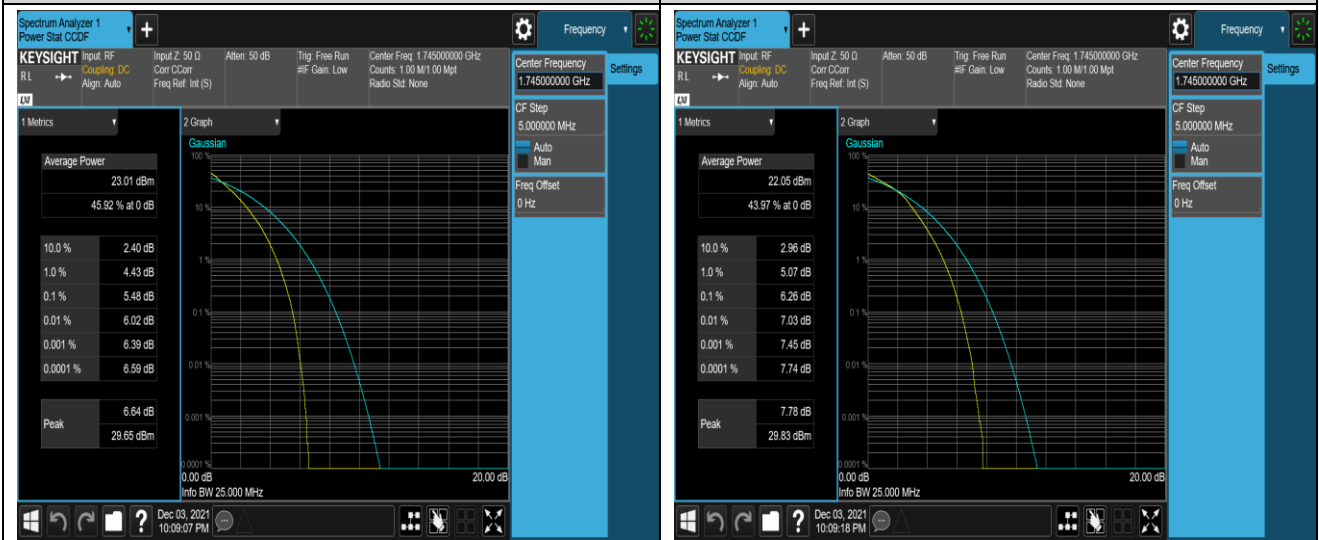 Spectrum Analyzer 1
Power Stat CCDF
+
Frequency
KEYSIGHT
RL
LXI
Input: RF
Coupling: DC
Align: Auto
Input Z: 50 Ω
Corr CCorr
Freq Ref: Int (S)
Atten: 50 dB
Trig: Free Run
#IF Gain: Low
Center Freq: 1.745000000 GHz
Counts: 1.00 M/1.00 Mpt
Radio Std: None
Center Frequency
1.745000000 GHz
Settings
CF Step
5.000000 MHz
Auto
Man
Freq Offset
0 Hz
1 Metrics
2 Graph
Average Power
23.01 dBm
45.92 % at 0 dB
10.0 % 2.40 dB
1.0 % 4.43 dB
0.1 % 5.48 dB
0.01 % 6.02 dB
0.001 % 6.39 dB
0.0001 % 6.59 dB
Peak
6.64 dB
29.65 dBm
Gaussian
100 %
10 %
1 %
0.1 %
0.01 %
0.001 %
0.0001 %
0.00 dB 20.00 dB
Info BW 25.000 MHz
?
Dec 03, 2021
10:09:07 PM
Spectrum Analyzer 1
Power Stat CCDF
+
Frequency
KEYSIGHT
RL
LXI
Input: RF
Coupling: DC
Align: Auto
Input Z: 50 Ω
Corr CCorr
Freq Ref: Int (S)
Atten: 50 dB
Trig: Free Run
#IF Gain: Low
Center Freq: 1.745000000 GHz
Counts: 1.00 M/1.00 Mpt
Radio Std: None
Center Frequency
1.745000000 GHz
Settings
CF Step
5.000000 MHz
Auto
Man
Freq Offset
0 Hz
1 Metrics
2 Graph
Average Power
22.05 dBm
43.97 % at 0 dB
10.0 % 2.96 dB
1.0 % 5.07 dB
0.1 % 6.26 dB
0.01 % 7.03 dB
0.001 % 7.45 dB
0.0001 % 7.74 dB
Peak
7.78 dB
29.83 dBm
Gaussian
100 %
10 %
1 %
0.1 %
0.01 %
0.001 %
0.0001 %
0.00 dB 20.00 dB
Info BW 25.000 MHz
?
Dec 03, 2021
10:09:18 PM